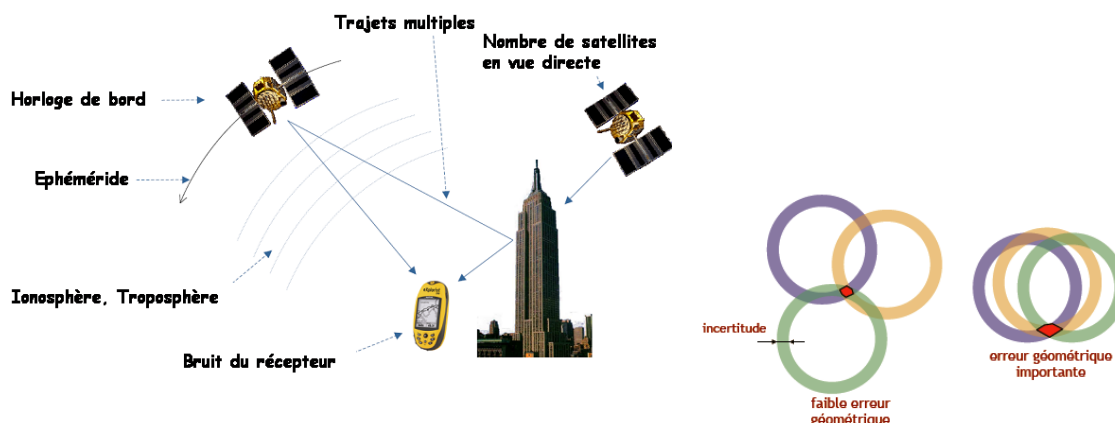 Trajets multiples
Nombre de satellites
en vue directe
Horloge de bord
Ephéméride
Ionosphère, Troposphère
Bruit du récepteur
incertitude
faible erreur
géométrique
erreur géométrique
importante